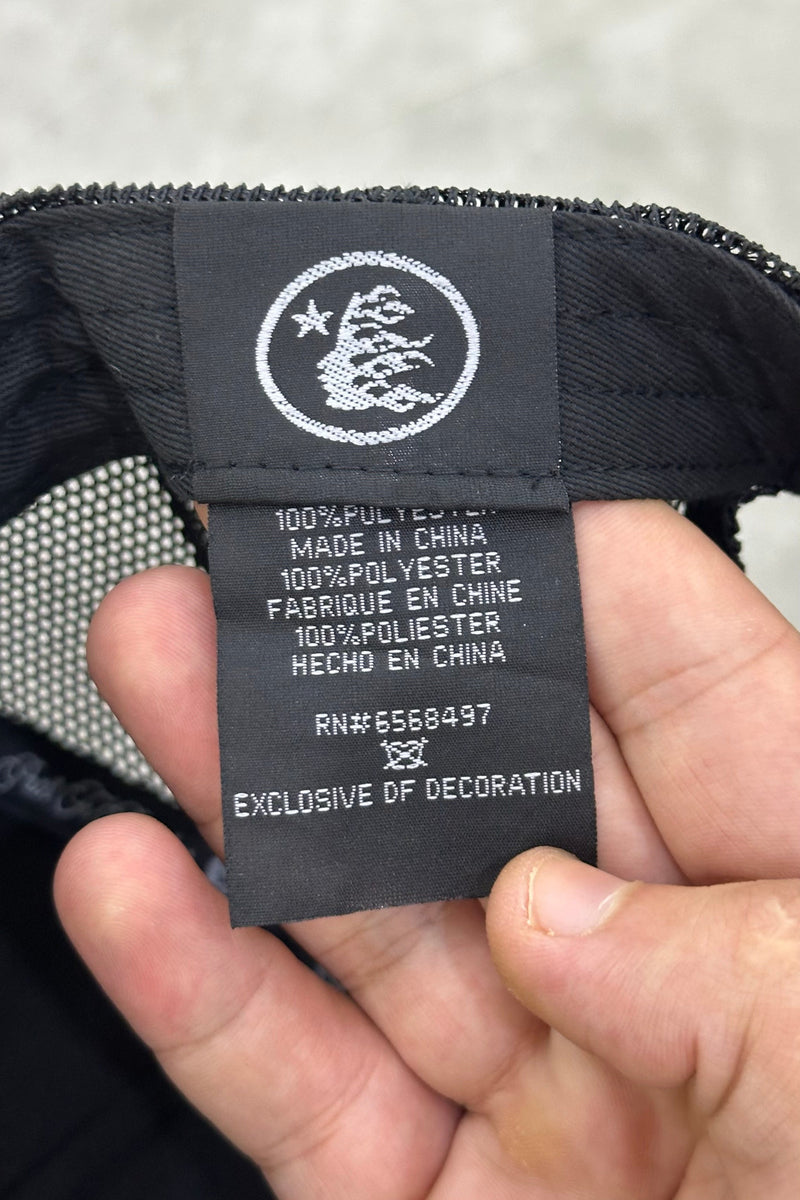 100%POLYESTER
MADE IN CHINA
100%POLYESTER
FABRIQUE EN CHINE
100%POLIESTER
HECHO EN CHINA
RN#6568497
EXCLOSIVE DF DECORATION